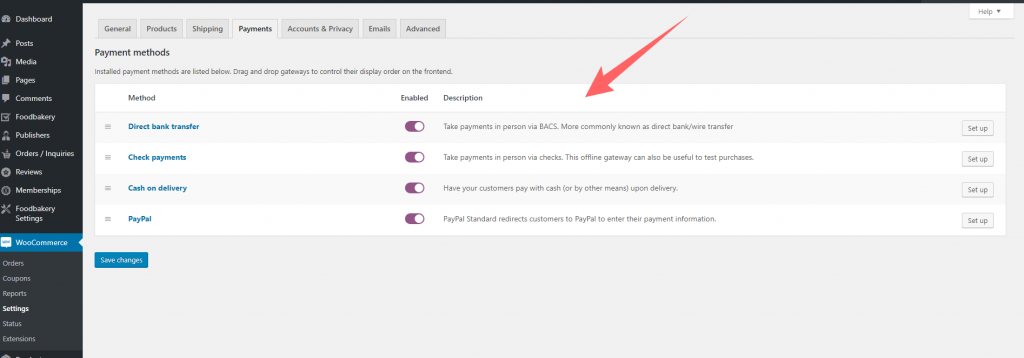 Dashboard
Posts
Media
Pages
Comments
Foodbakery
Publishers
Orders / Inquiries
Reviews
Memberships
Foodbakery
Settings
WooCommerce
Orders
Coupons
Reports
Settings
Status
Extensions
Help
General Products Shipping Payments Accounts & Privacy Emails Advanced
Payment methods
Installed payment methods are listed below. Drag and drop gateways to control their display order on the frontend.
Method Enabled Description
Direct bank transfer Take payments in person via BACS. More commonly known as direct bank/wire transfer Set up
Check payments Take payments in person via checks. This offline gateway can also be useful to test purchases. Set up
Cash on delivery Have your customers pay with cash (or by other means) upon delivery. Set up
PayPal PayPal Standard redirects customers to PayPal to enter their payment information. Set up
Save changes